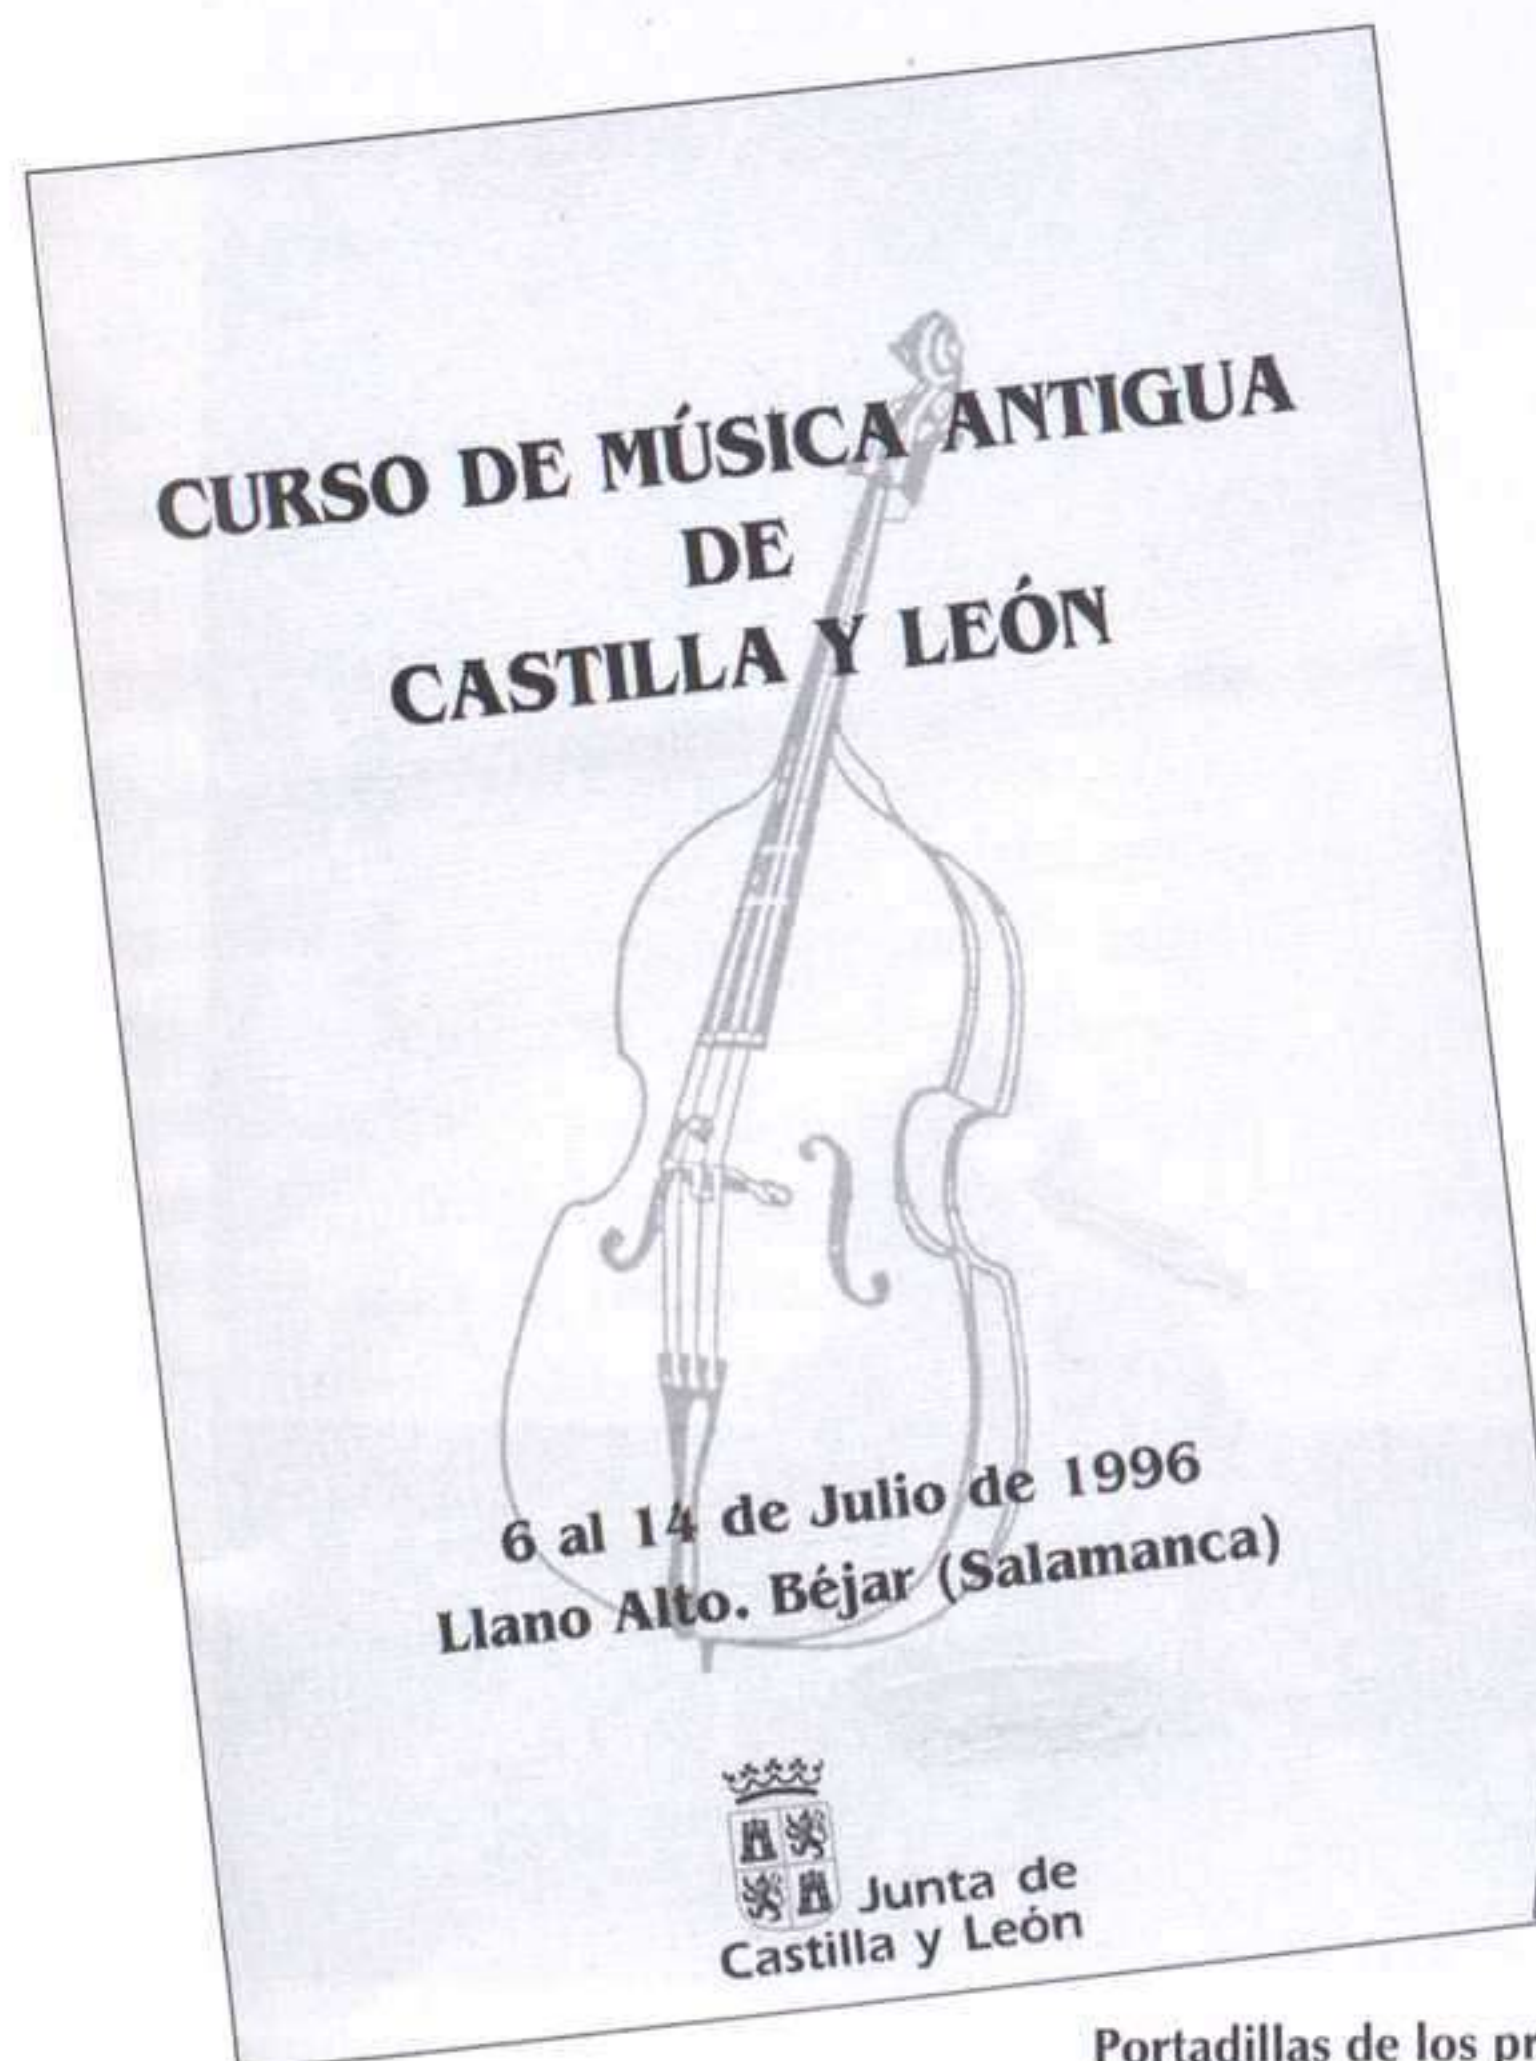 CURSO DE MÚSICA ANTIGUA
DE
CASTILLA Y LEÓN
6 al 14 de Julio de 1996
Llano Alto. Béjar (Salamanca)
Junta de
Castilla y León
Portadillas de los